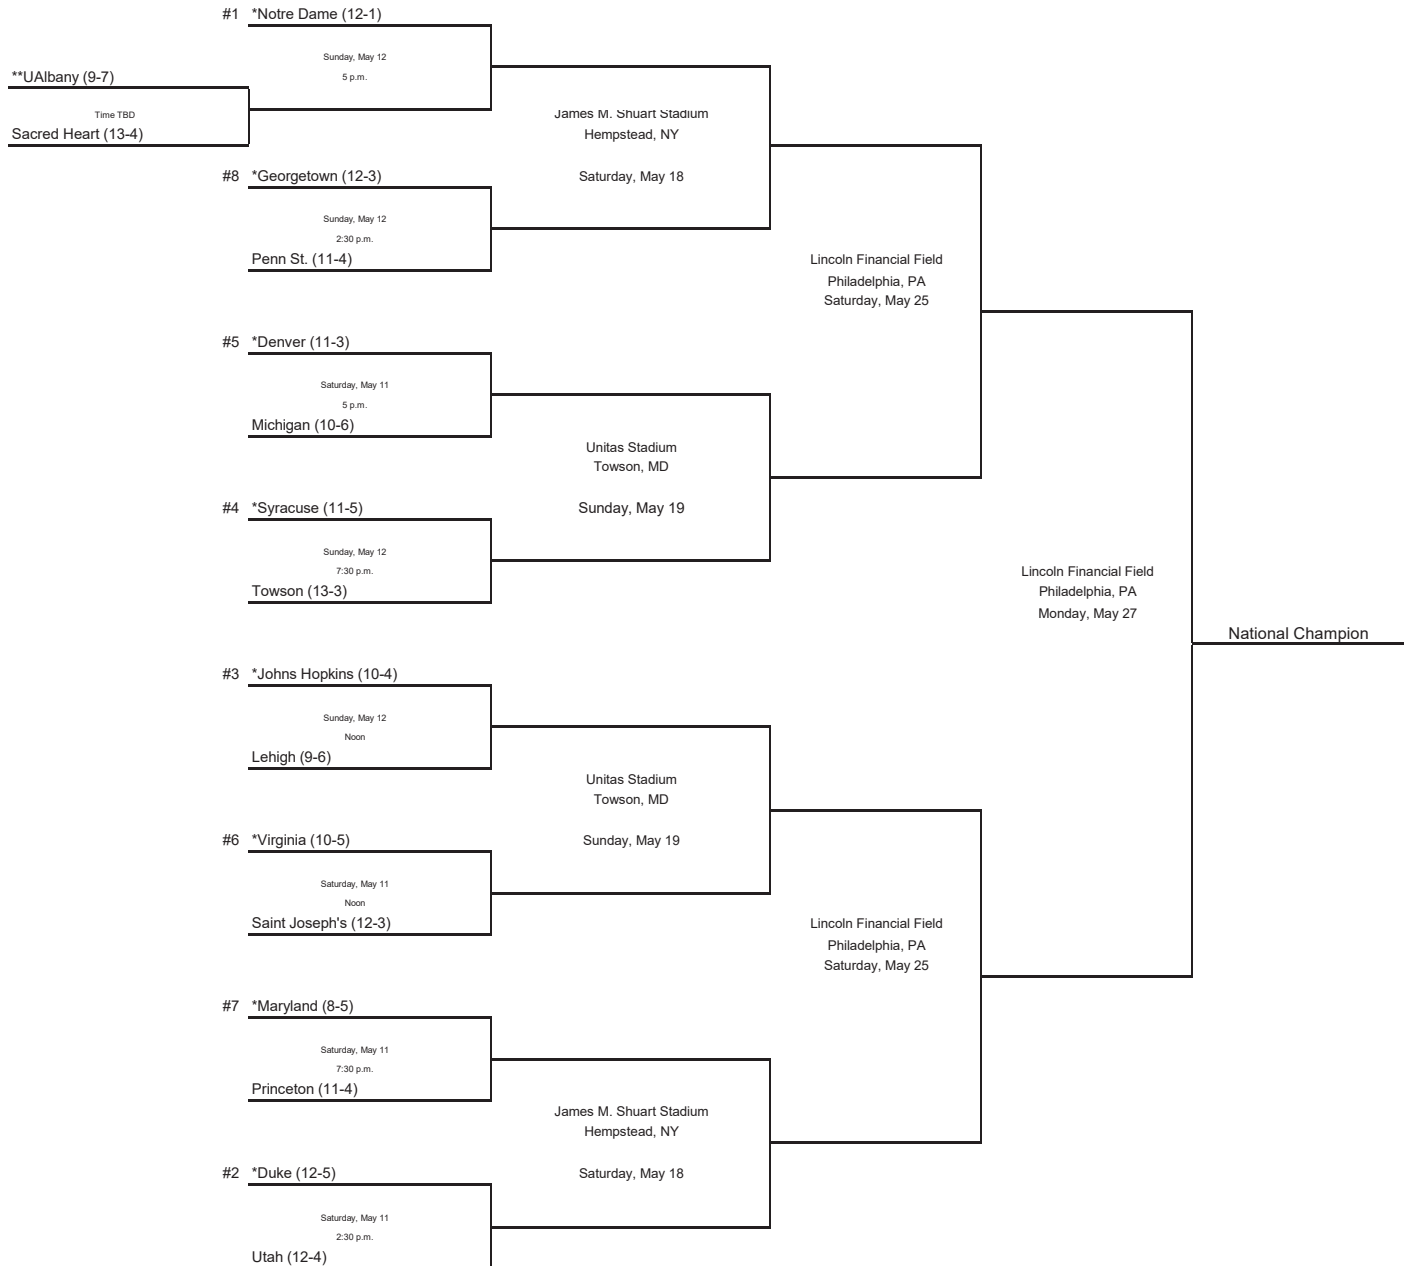 #1 *Notre Dame (12-1)
Sunday, May 12
5 p.m.
**UAlbany (9-7)
Time TBD
Sacred Heart (13-4)
James M. Shuart Stadium
Hempstead, NY
Saturday, May 18
#8 *Georgetown (12-3)
Sunday, May 12
2:30 p.m.
Penn St. (11-4)
Lincoln Financial Field
Philadelphia, PA
Saturday, May 25
#5 *Denver (11-3)
Saturday, May 11
5 p.m.
Michigan (10-6)
Unitas Stadium
Towson, MD
Sunday, May 19
#4 *Syracuse (11-5)
Sunday, May 12
7:30 p.m.
Towson (13-3)
Lincoln Financial Field
Philadelphia, PA
Monday, May 27
National Champion
#3 *Johns Hopkins (10-4)
Sunday, May 12
Noon
Lehigh (9-6)
Unitas Stadium
Towson, MD
Sunday, May 19
#6 *Virginia (10-5)
Saturday, May 11
Noon
Saint Joseph's (12-3)
Lincoln Financial Field
Philadelphia, PA
Saturday, May 25
#7 *Maryland (8-5)
Saturday, May 11
7:30 p.m.
Princeton (11-4)
James M. Shuart Stadium
Hempstead, NY
Saturday, May 18
#2 *Duke (12-5)
Saturday, May 11
2:30 p.m.
Utah (12-4)